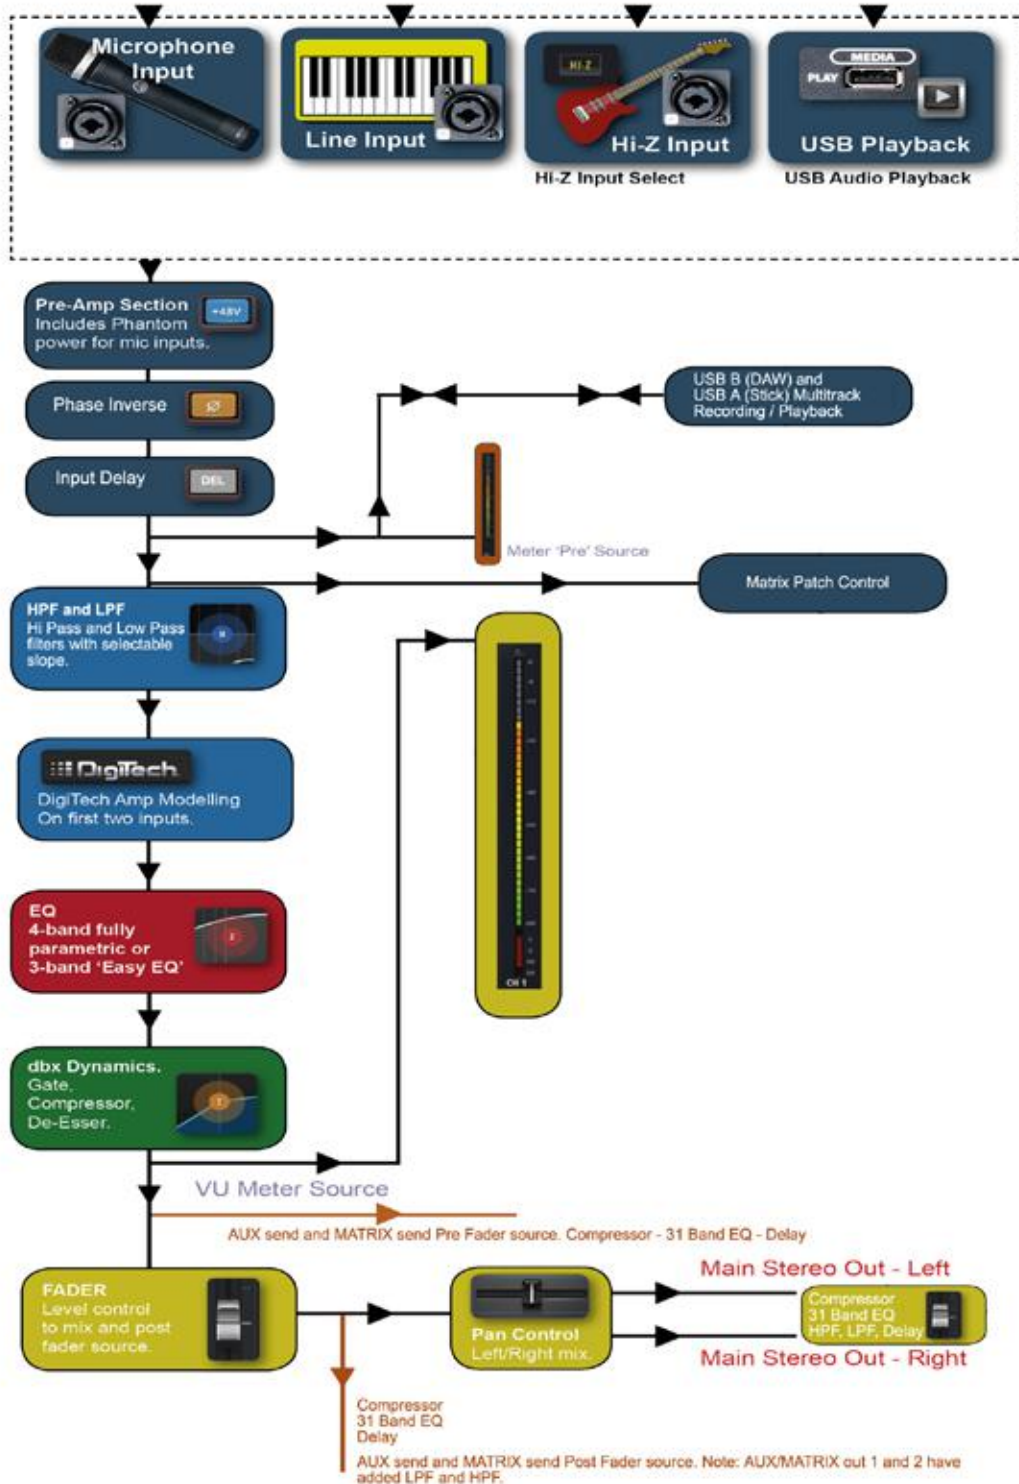 Microphone
Input
Line Input
HI-Z
Hi-Z Input
MEDIA
PLAY
USB Playback
Hi-Z Input Select
USB Audio Playback
Pre-Amp Section
Includes Phantom
power for mic inputs.
+48V
Phase Inverse
Ø
Input Delay
DEL
USB B (DAW) and
USB A (Stick) Multitrack
Recording / Playback
Meter 'Pre' Source
Matrix Patch Control
HPF and LPF
Hi Pass and Low Pass
filters with selectable
slope.
H
DigiTech
DigiTech Amp Modelling
On first two inputs.
EQ
4-band fully
parametric or
3-band 'Easy EQ'
CH 1
dbx Dynamics.
Gate,
Compressor,
De-Esser.
T
VU Meter Source
AUX send and MATRIX send Pre Fader source. Compressor - 31 Band EQ - Delay
FADER
Level control
to mix and post
fader source.
Pan Control
Left/Right mix.
Main Stereo Out - Left
Compressor
31 Band EQ
HPF, LPF, Delay
Main Stereo Out - Right
Compressor
31 Band EQ
Delay
AUX send and MATRIX send Post Fader source. Note: AUX/MATRIX out 1 and 2 have
added LPF and HPF.